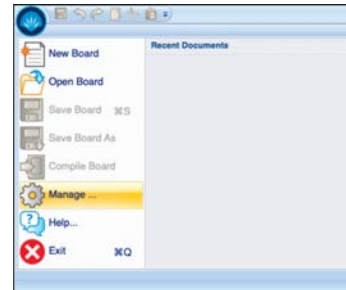 Recent Documents
New Board
Open Board
Save Board ⌘S
Save Board As
Compile Board
Manage ...
Help...
Exit ⌘Q